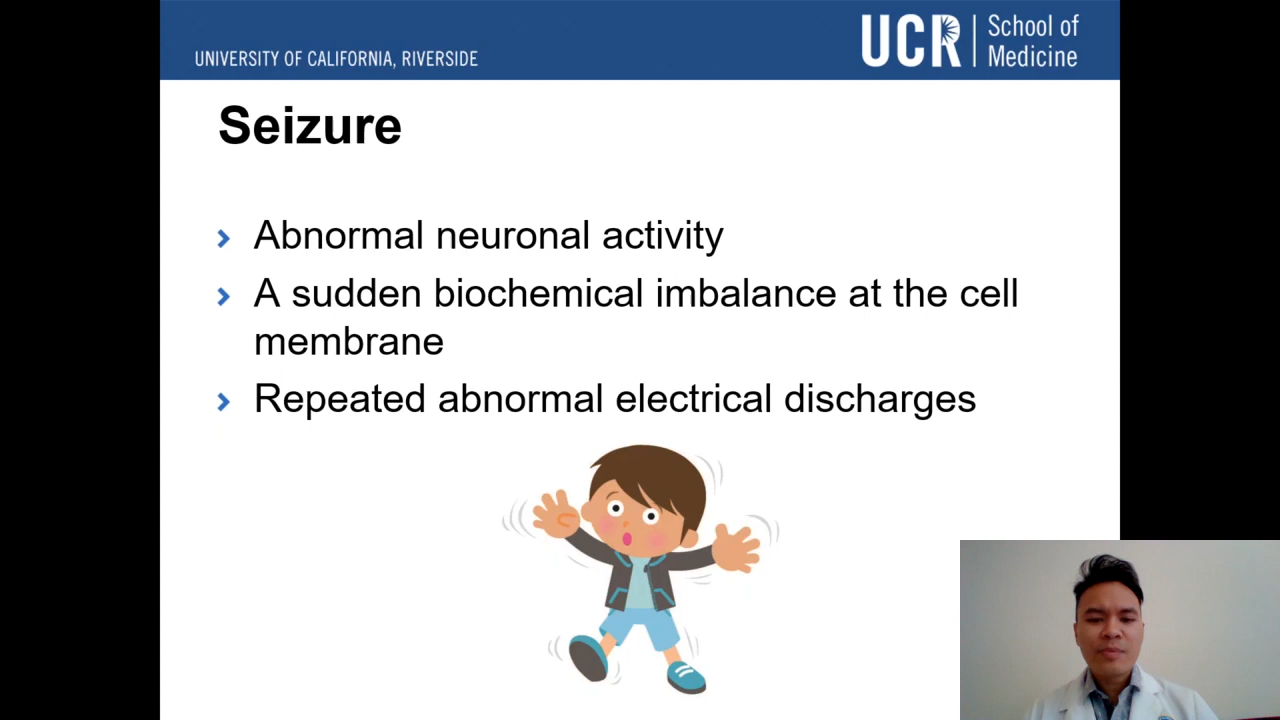 UNIVERSITY OF CALIFORNIA, RIVERSIDE
UCR School of
Medicine
Seizure
Abnormal neuronal activity
A sudden biochemical imbalance at the cell
membrane
Repeated abnormal electrical discharges